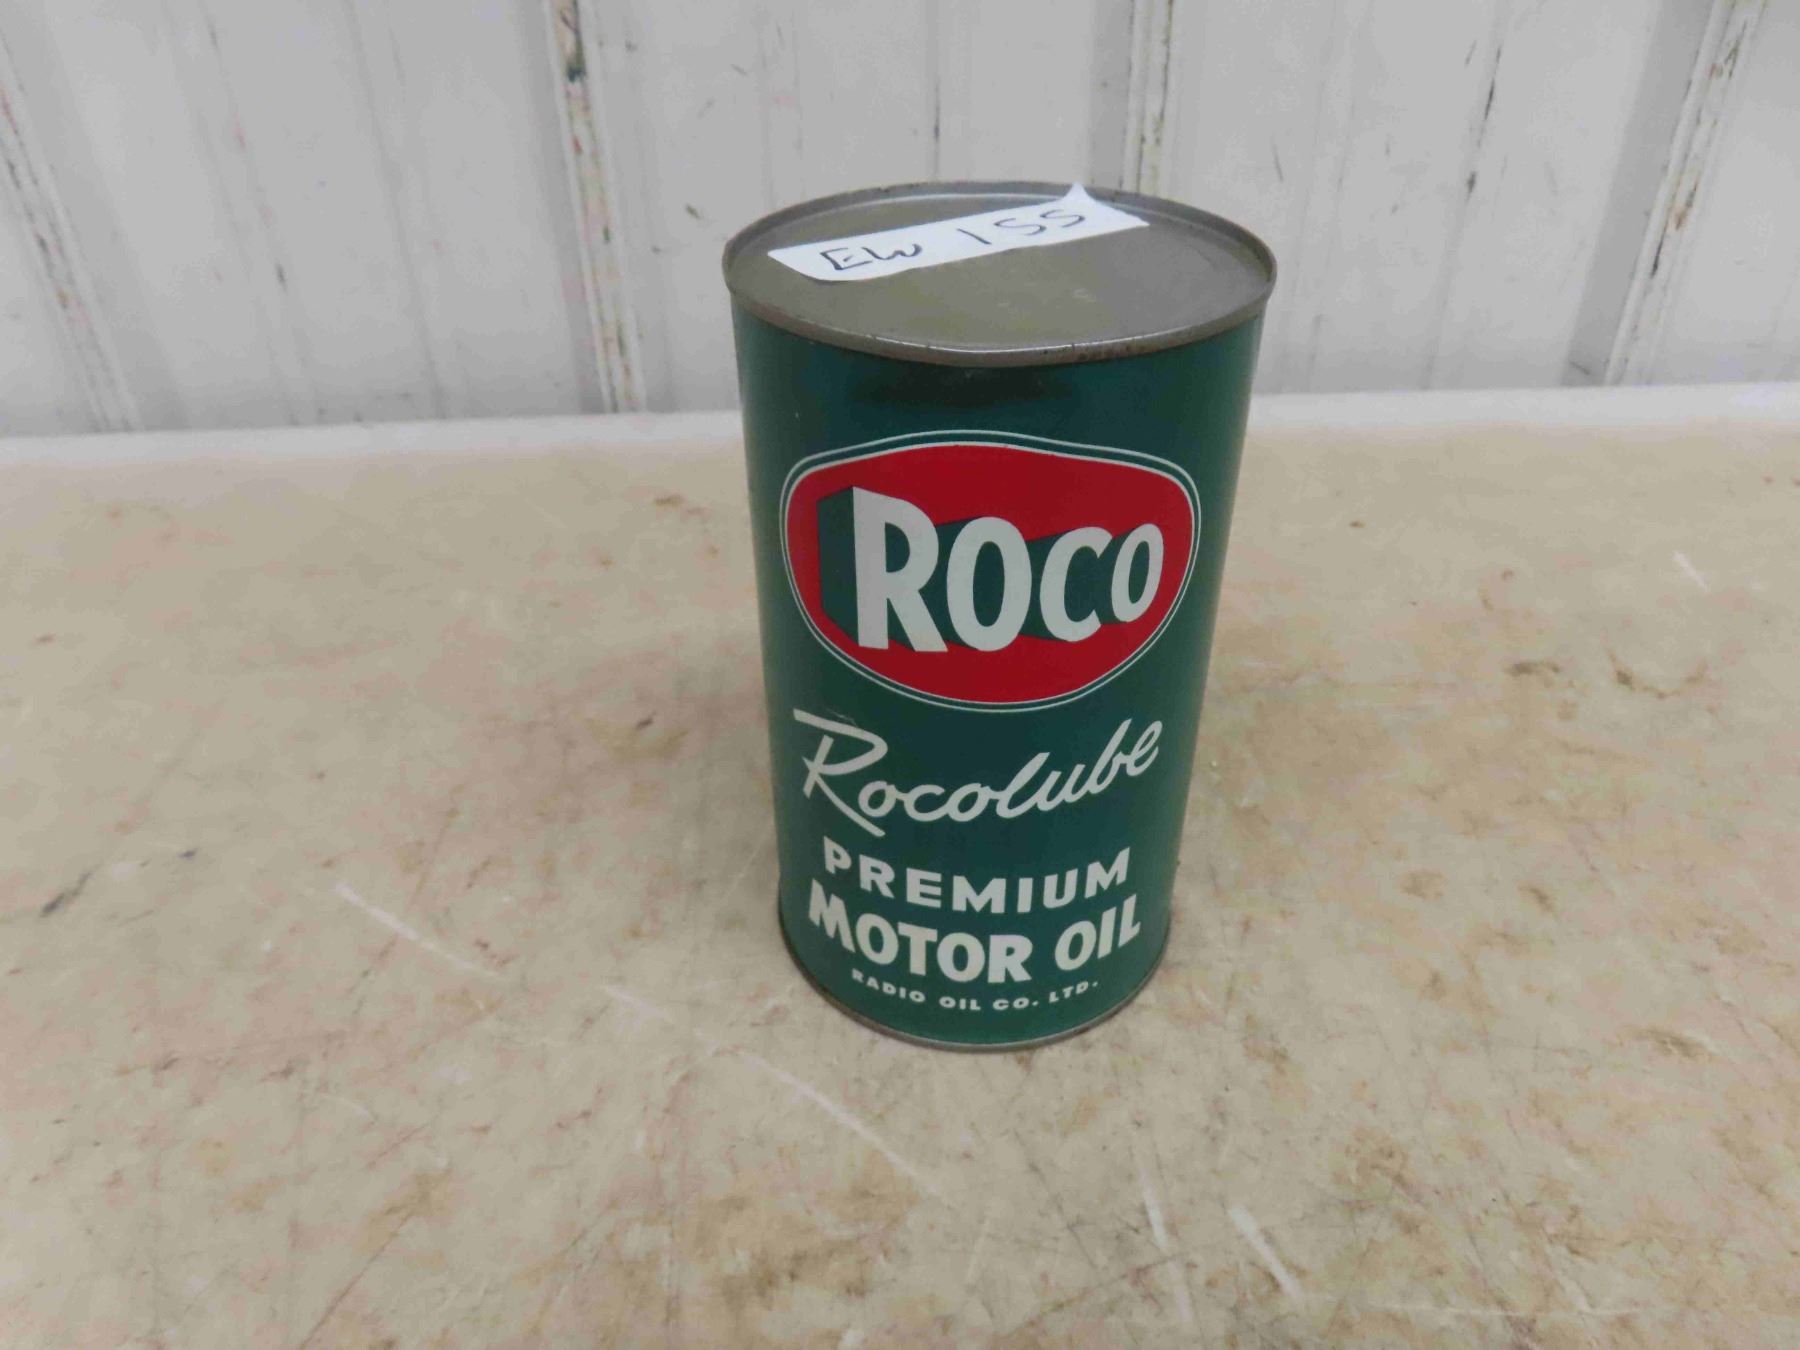 EW 155
ROCO
Rocolube
PREMIUM
MOTOR OIL
RADIO OIL CO. LTD.